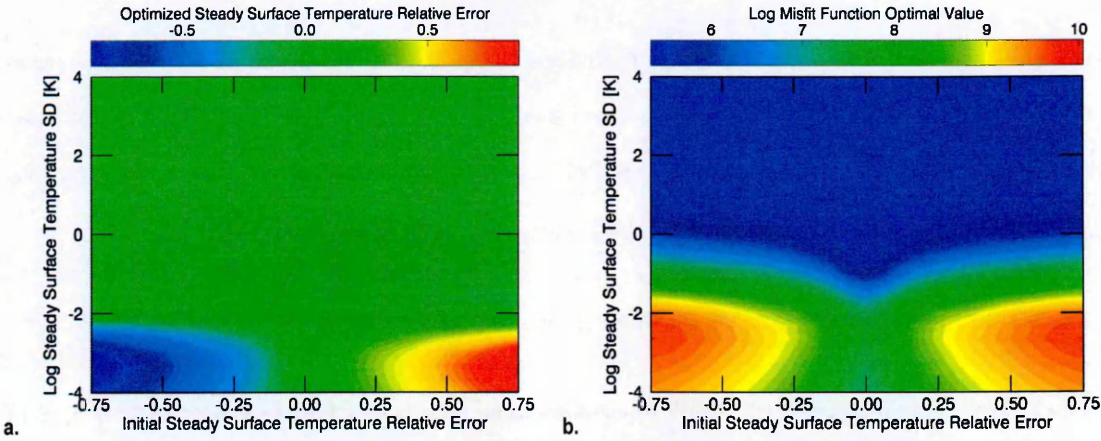 Optimized Steady Surface Temperature Relative Error
-0.5 0.0 0.5
Log Steady Surface Temperature SD [K]
4
2
0
-2
-4
-0.75 -0.50 -0.25 0.00 0.25 0.50 0.75
Initial Steady Surface Temperature Relative Error
a.
Log Misfit Function Optimal Value
6 7 8 9 10
Log Steady Surface Temperature SD [K]
4
2
0
-2
-4
-0.75 -0.50 -0.25 0.00 0.25 0.50 0.75
Initial Steady Surface Temperature Relative Error
b.